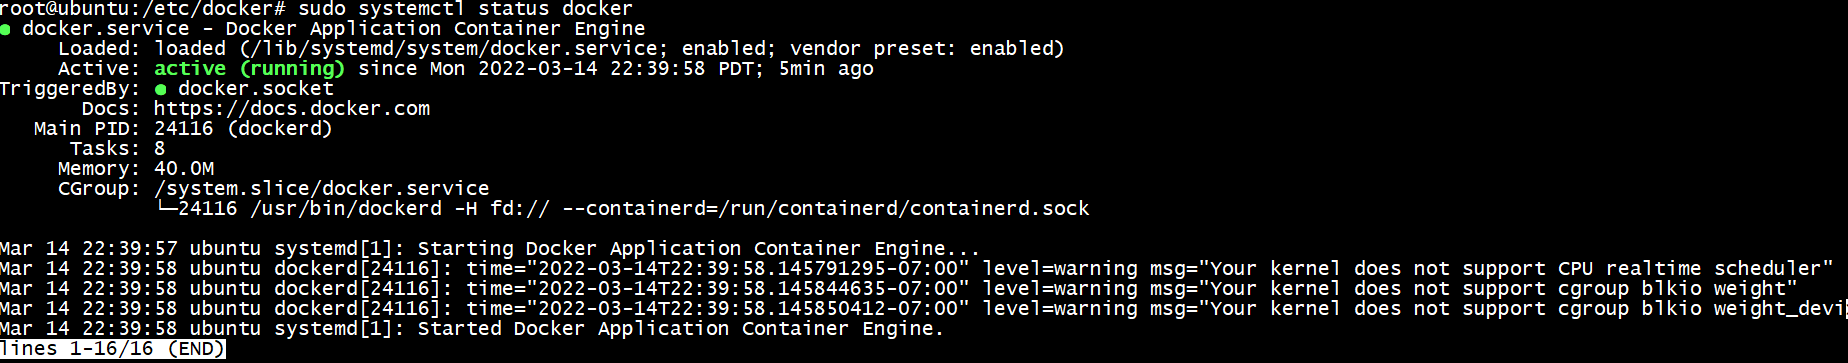 root@ubuntu:/etc/docker# sudo systemctl status docker
● docker.service - Docker Application Container Engine
     Loaded: loaded (/lib/systemd/system/docker.service; enabled; vendor preset: enabled)
     Active: active (running) since Mon 2022-03-14 22:39:58 PDT; 5min ago
TriggeredBy: ● docker.socket
       Docs: https://docs.docker.com
   Main PID: 24116 (dockerd)
      Tasks: 8
     Memory: 40.0M
     CGroup: /system.slice/docker.service
             └─24116 /usr/bin/dockerd -H fd:// --containerd=/run/containerd/containerd.sock
Mar 14 22:39:57 ubuntu systemd[1]: Starting Docker Application Container Engine...
Mar 14 22:39:58 ubuntu dockerd[24116]: time="2022-03-14T22:39:58.145791295-07:00" level=warning msg="Your kernel does not support CPU realtime scheduler"
Mar 14 22:39:58 ubuntu dockerd[24116]: time="2022-03-14T22:39:58.145844635-07:00" level=warning msg="Your kernel does not support cgroup blkio weight"
Mar 14 22:39:58 ubuntu dockerd[24116]: time="2022-03-14T22:39:58.145850412-07:00" level=warning msg="Your kernel does not support cgroup blkio weight_devi
Mar 14 22:39:58 ubuntu systemd[1]: Started Docker Application Container Engine.
lines 1-16/16 (END)